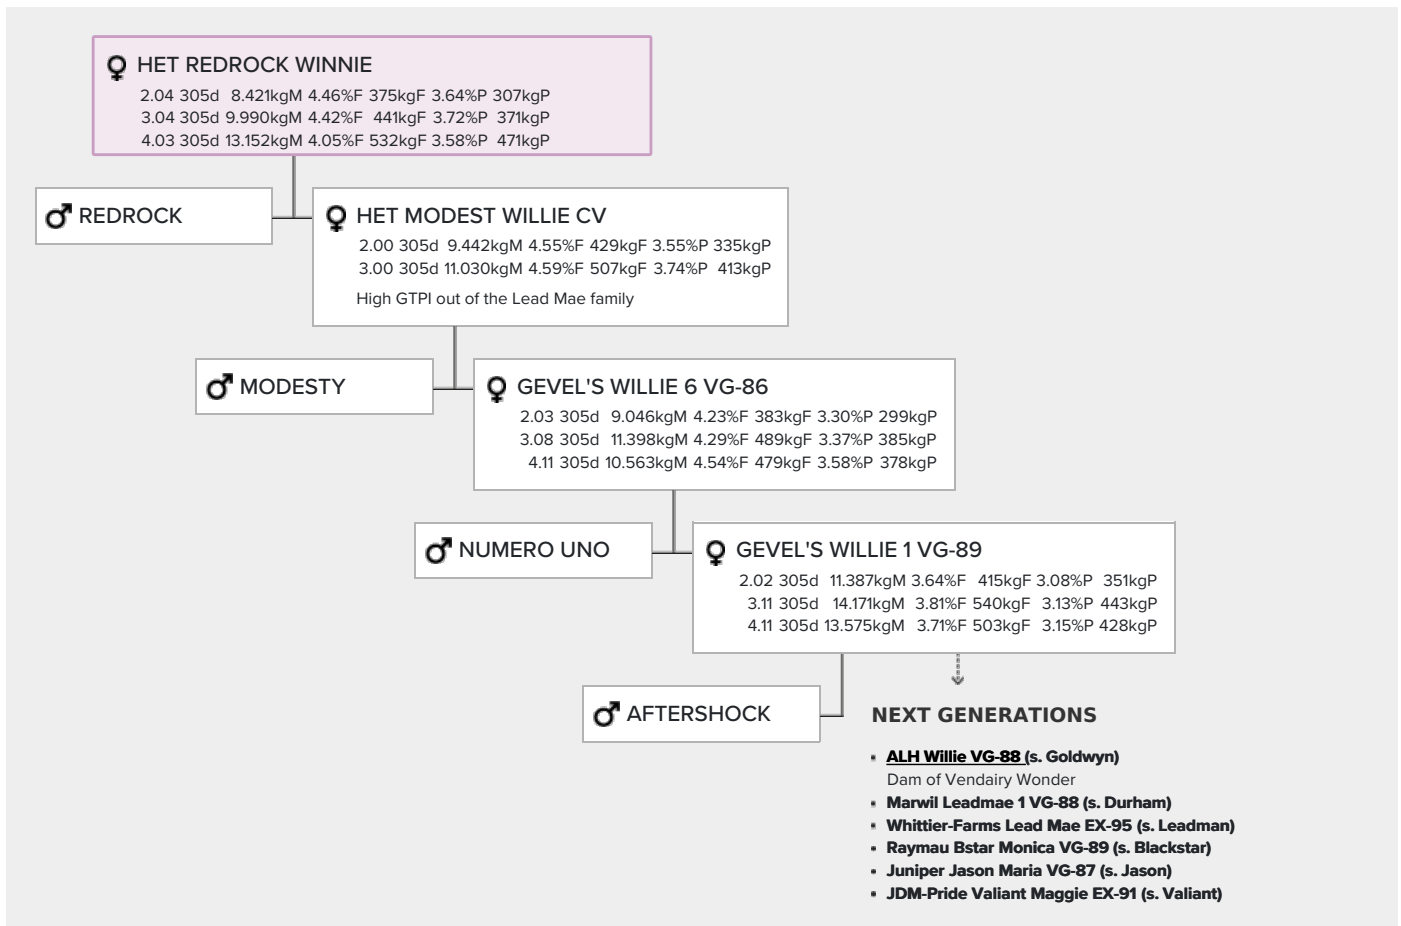 HET REDROCK WINNIE
2.04 305d 8.421kgM 4.46%F 375kgF 3.64%P 307kgP
3.04 305d 9.990kgM 4.42%F 441kgF 3.72%P 371kgP
4.03 305d 13.152kgM 4.05%F 532kgF 3.58%P 471kgP
REDROCK
HET MODEST WILLIE CV
2.00 305d 9.442kgM 4.55%F 429kgF 3.55%P 335kgP
3.00 305d 11.030kgM 4.59%F 507kgF 3.74%P 413kgP
High GTPI out of the Lead Mae family
MODESTY
GEVEL'S WILLIE 6 VG-86
2.03 305d 9.046kgM 4.23%F 383kgF 3.30%P 299kgP
3.08 305d 11.398kgM 4.29%F 489kgF 3.37%P 385kgP
4.11 305d 10.563kgM 4.54%F 479kgF 3.58%P 378kgP
NUMERO UNO
GEVEL'S WILLIE 1 VG-89
2.02 305d 11.387kgM 3.64%F 415kgF 3.08%P 351kgP
3.11 305d 14.171kgM 3.81%F 540kgF 3.13%P 443kgP
4.11 305d 13.575kgM 3.71%F 503kgF 3.15%P 428kgP
AFTERSHOCK
NEXT GENERATIONS
▪ ALH Willie VG-88 (s. Goldwyn)
Dam of Vendairy Wonder
▪ Marwil Leadmae 1 VG-88 (s. Durham)
▪ Whittier-Farms Lead Mae EX-95 (s. Leadman)
▪ Raymau Bstar Monica VG-89 (s. Blackstar)
▪ Juniper Jason Maria VG-87 (s. Jason)
▪ JDM-Pride Valiant Maggie EX-91 (s. Valiant)